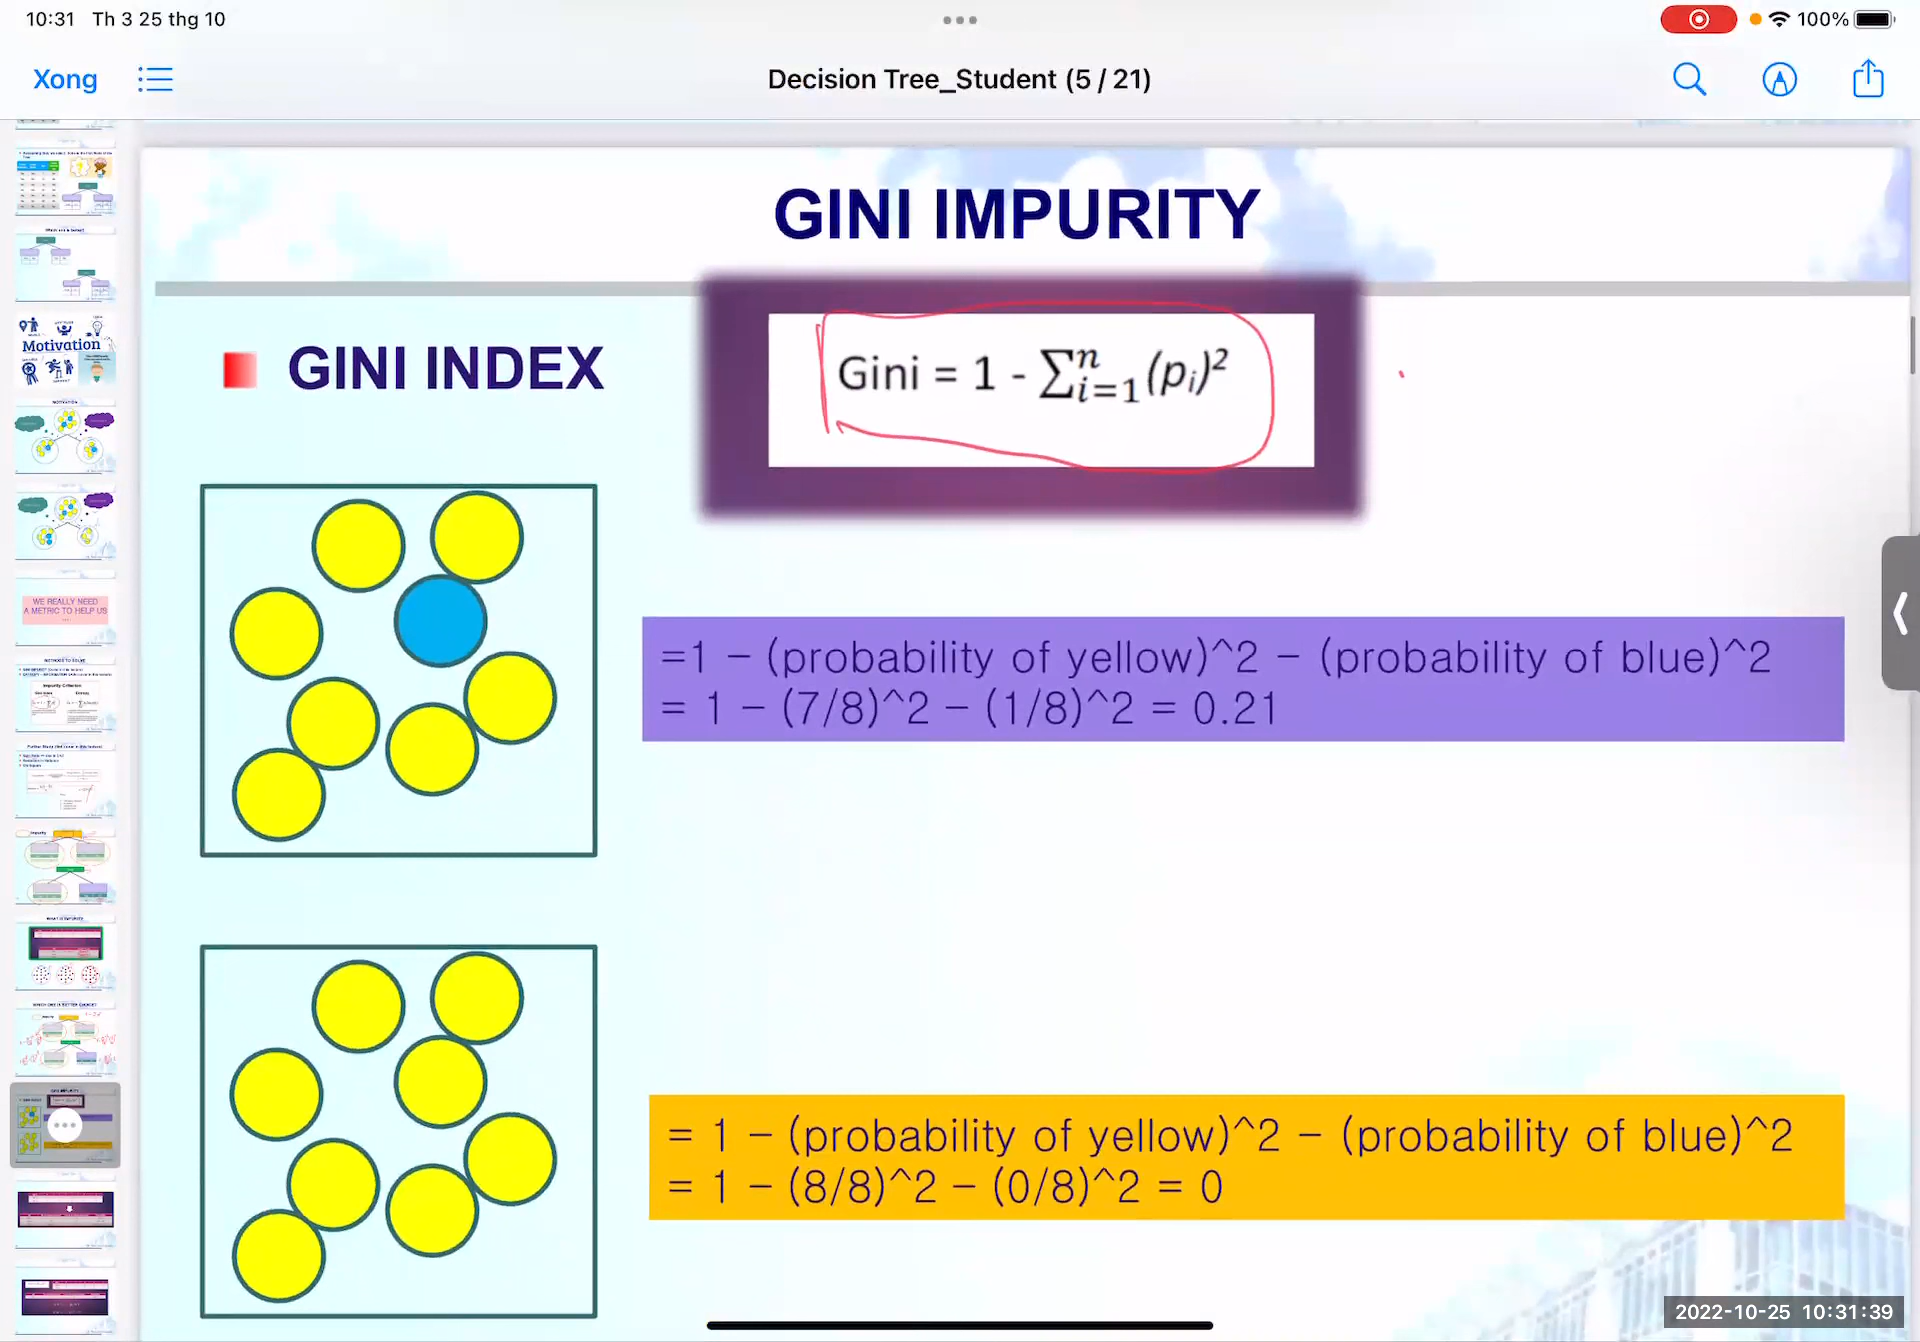 10:31 Th 3 25 thg 10
100%
Xong
Decision Tree_Student (5 / 21)
GINI IMPURITY
GINI INDEX
Gini = 1 - ∑ⁿᵢ₌₁(pᵢ)²
=1 – (probability of yellow)^2 – (probability of blue)^2
= 1 – (7/8)^2 – (1/8)^2 = 0.21
= 1 – (probability of yellow)^2 – (probability of blue)^2
= 1 – (8/8)^2 – (0/8)^2 = 0
Motivation
MOTIVATION
WE REALLY NEED
A METRIC TO HELP US
2022-10-25 10:31:39